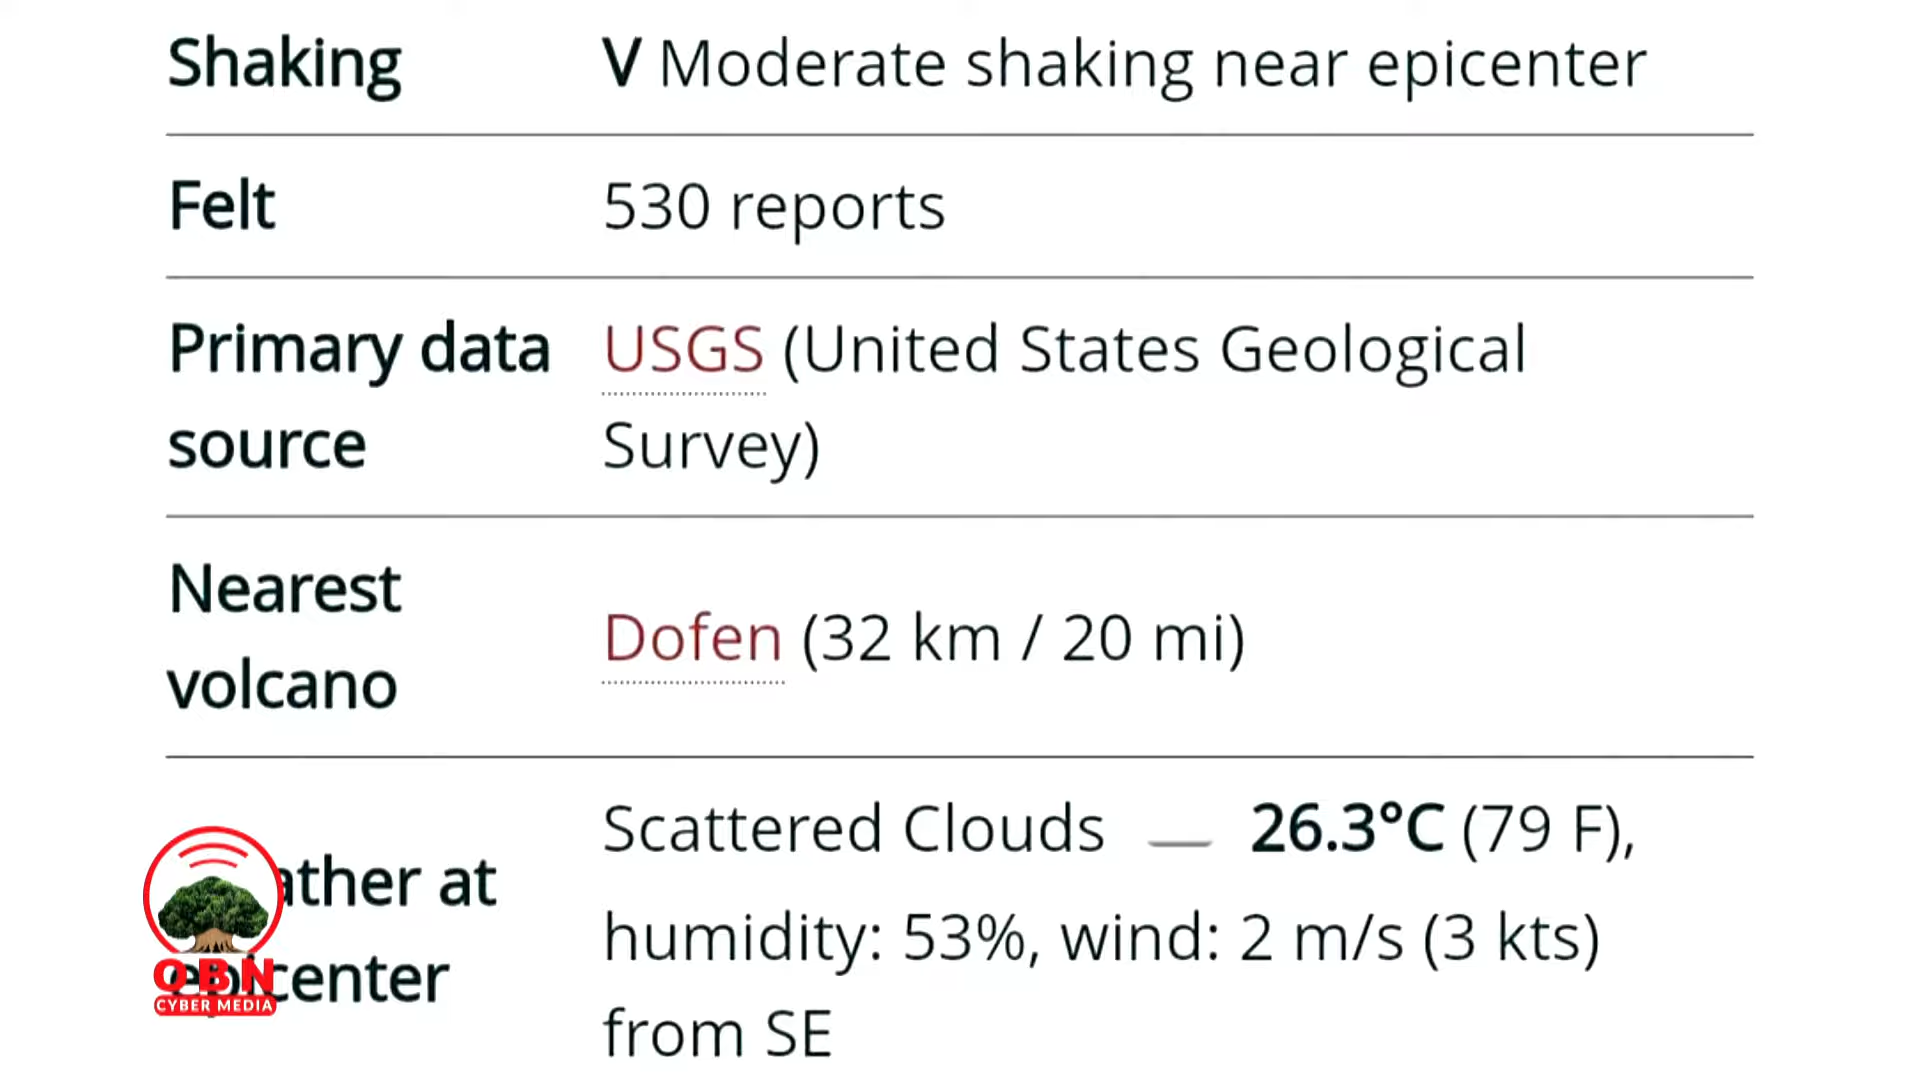 Shaking V Moderate shaking near epicenter
Felt 530 reports
Primary data source USGS (United States Geological
Survey)
Nearest volcano Dofen (32 km / 20 mi)
ather at epicenter Scattered Clouds — 26.3°C (79 F),
humidity: 53%, wind: 2 m/s (3 kts)
from SE
OBN
CYBER MEDIA